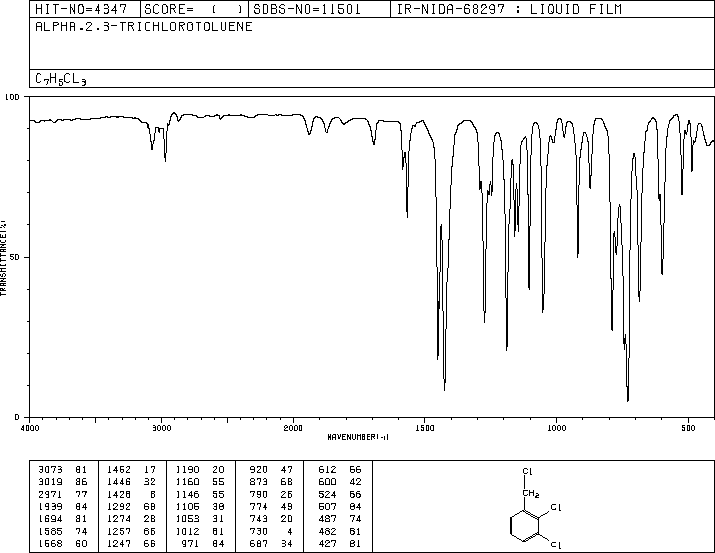 HIT-NO=4347 SCORE= ( ) SDBS-NO=11501 IR-NIDA-68297 : LIQUID FILM
ALPHA,2,3-TRICHLOROTOLUENE
C7H5CL3
100
50
0
TRANSMITTANCE(%)
4000 3000 2000 1500 1000 500
WAVENUMBER(-1)
3073 81 1452 17 1190 20 920 47 612 66
3019 86 1446 32 1160 55 873 68 600 42
2971 77 1428 8 1146 55 790 26 524 66
1939 84 1292 68 1105 38 774 49 507 84
1694 81 1274 28 1053 31 743 20 487 74
1585 74 1257 66 1012 81 730 4 482 81
1568 60 1247 66 971 84 687 34 427 81
Cl
CH2
Cl
Cl